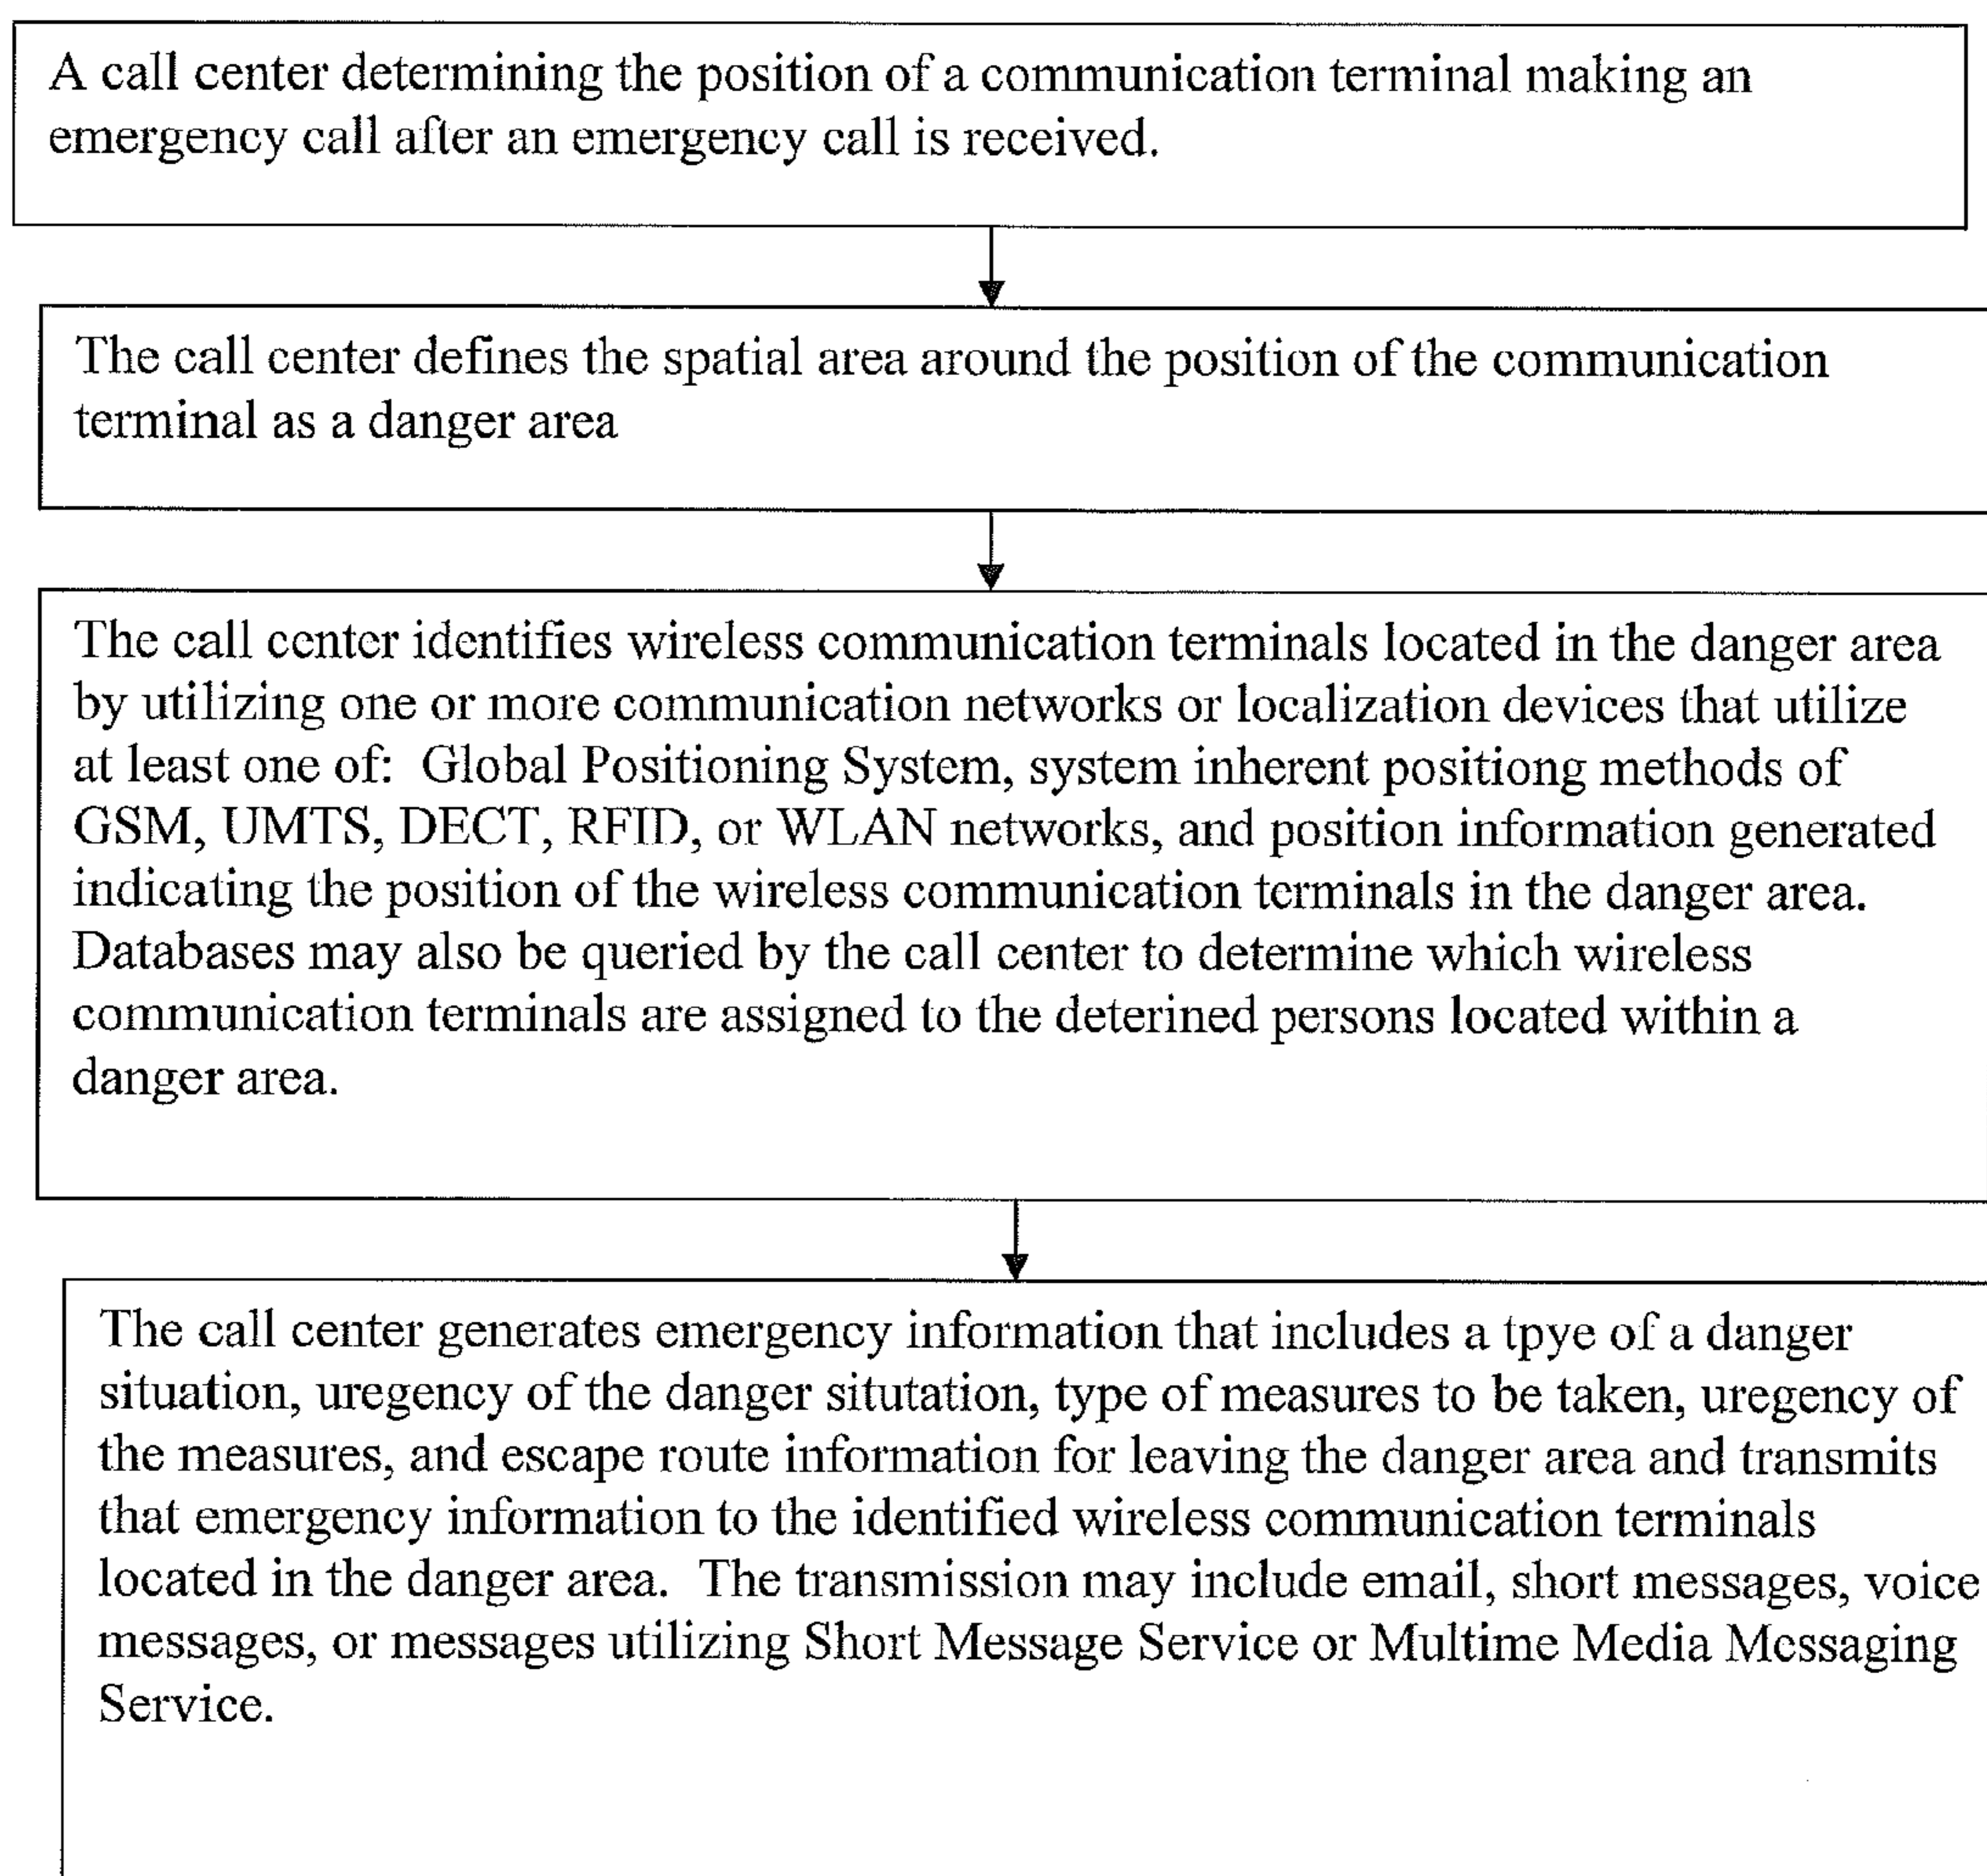 A call center determining the position of a communication terminal making an
emergency call after an emergency call is received.
The call center defines the spatial area around the position of the communication
terminal as a danger area
The call center identifies wireless communication terminals located in the danger area
by utilizing one or more communication networks or localization devices that utilize
at least one of:  Global Positioning System, system inherent positiong methods of
GSM, UMTS, DECT, RFID, or WLAN networks, and position information generated
indicating the position of the wireless communication terminals in the danger area.
Databases may also be queried by the call center to determine which wireless
communication terminals are assigned to the deterined persons located within a
danger area.
The call center generates emergency information that includes a tpye of a danger
situation, uregency of the danger situtation, type of measures to be taken, uregency of
the measures, and escape route information for leaving the danger area and transmits
that emergency information to the identified wireless communication terminals
located in the danger area.  The transmission may include email, short messages, voice
messages, or messages utilizing Short Message Service or Multime Media Messaging
Service.